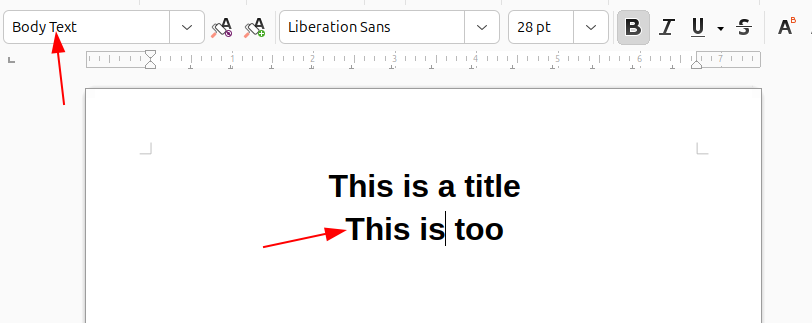 Body Text Liberation Sans 28 pt B I U S A B A
1 2 3 4 5 6 7
This is a title
This is too